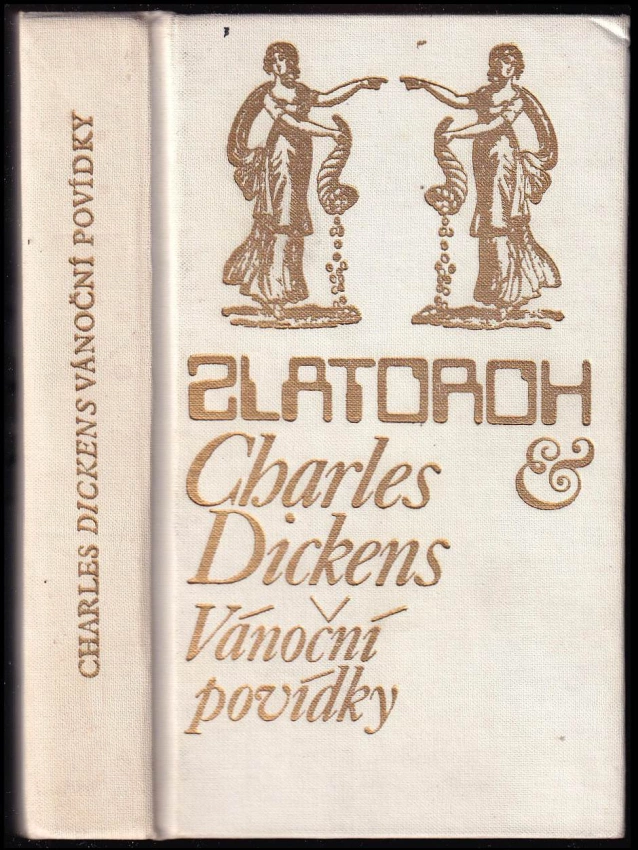 CHARLES DICKENS VÁNOČNÍ POVÍDKY
ZLATOROH
Charles &
Dickens
Vánoční
povídky